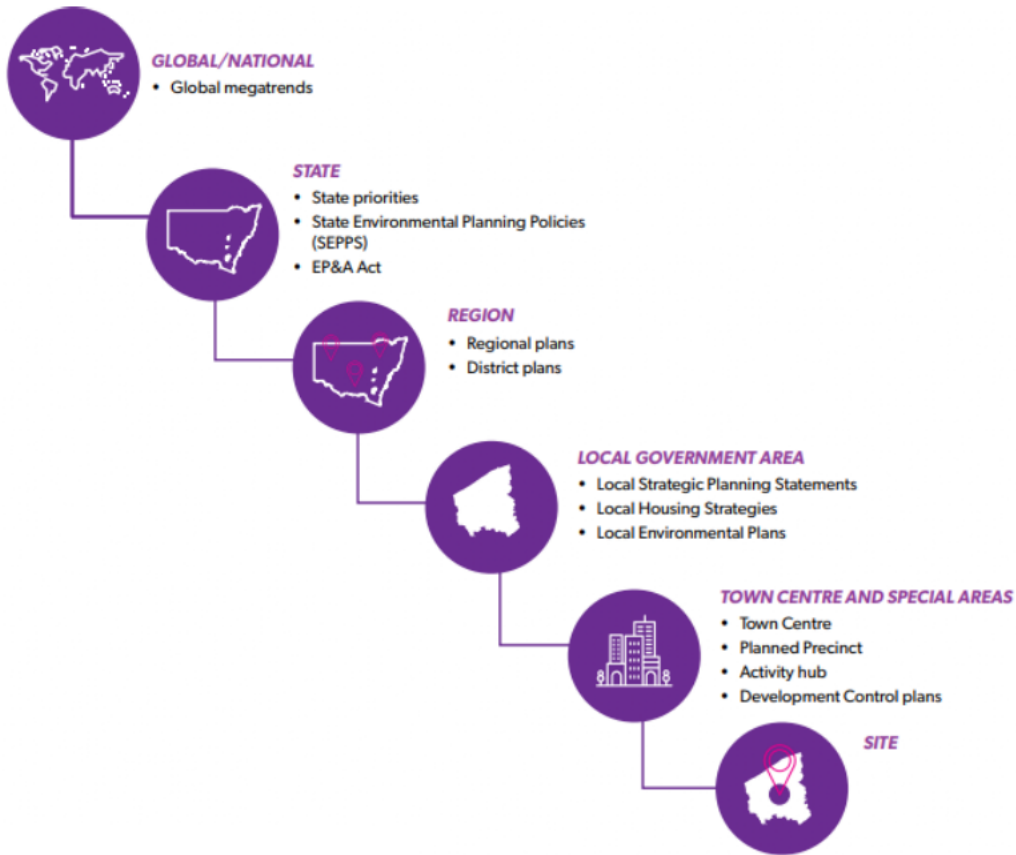 GLOBAL/NATIONAL
• Global megatrends
STATE
• State priorities
• State Environmental Planning Policies
(SEPPS)
• EP&A Act
REGION
• Regional plans
• District plans
LOCAL GOVERNMENT AREA
• Local Strategic Planning Statements
• Local Housing Strategies
• Local Environmental Plans
TOWN CENTRE AND SPECIAL AREAS
• Town Centre
• Planned Precinct
• Activity hub
• Development Control plans
SITE